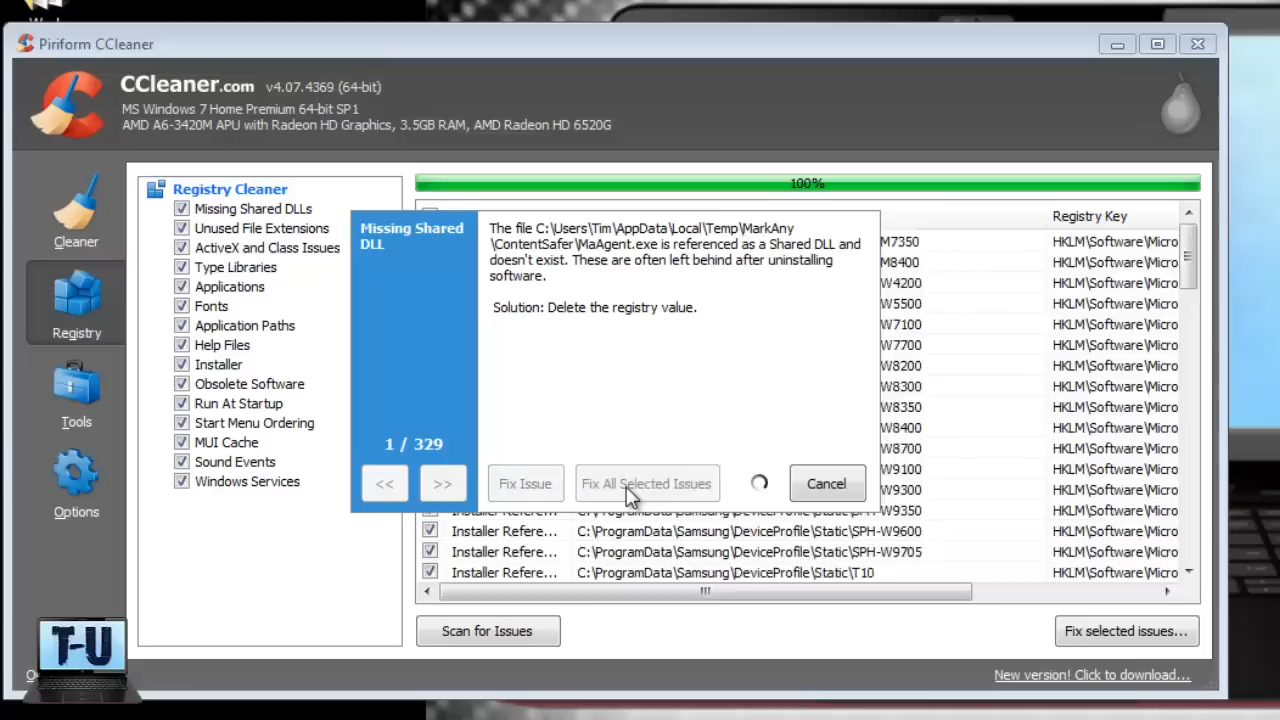 Piriform CCleaner
CCleaner.com v4.07.4369 (64-bit)
MS Windows 7 Home Premium 64-bit SP1
AMD A6-3420M APU with Radeon HD Graphics, 3.5GB RAM, AMD Radeon HD 6520G
Cleaner
Registry
Tools
Options
Registry Cleaner
Missing Shared DLLs
Unused File Extensions
ActiveX and Class Issues
Type Libraries
Applications
Fonts
Application Paths
Help Files
Installer
Obsolete Software
Run At Startup
Start Menu Ordering
MUI Cache
Sound Events
Windows Services
100%
Missing Shared
DLL
1 / 329
<<
>>
The file C:\Users\Tim\AppData\Local\Temp\MarkAny
\ContentSafer\MaAgent.exe is referenced as a Shared DLL and
doesn't exist. These are often left behind after uninstalling
software.
Solution: Delete the registry value.
Fix Issue
Fix All Selected Issues
Cancel
Registry Key
M7350 HKLM\Software\Micro
M8400 HKLM\Software\Micro
W4200 HKLM\Software\Micro
W5500 HKLM\Software\Micro
W7100 HKLM\Software\Micro
W7700 HKLM\Software\Micro
W8200 HKLM\Software\Micro
W8300 HKLM\Software\Micro
W8350 HKLM\Software\Micro
W8400 HKLM\Software\Micro
W8700 HKLM\Software\Micro
W9100 HKLM\Software\Micro
W9300 HKLM\Software\Micro
Installer Refere... C:\ProgramData\Samsung\DeviceProfile\Static\SPH-W9350 HKLM\Software\Micro
Installer Refere... C:\ProgramData\Samsung\DeviceProfile\Static\SPH-W9600 HKLM\Software\Micro
Installer Refere... C:\ProgramData\Samsung\DeviceProfile\Static\SPH-W9705 HKLM\Software\Micro
Installer Refere... C:\ProgramData\Samsung\DeviceProfile\Static\T10 HKLM\Software\Micro
Scan for Issues
Fix selected issues...
T-U
New version! Click to download...